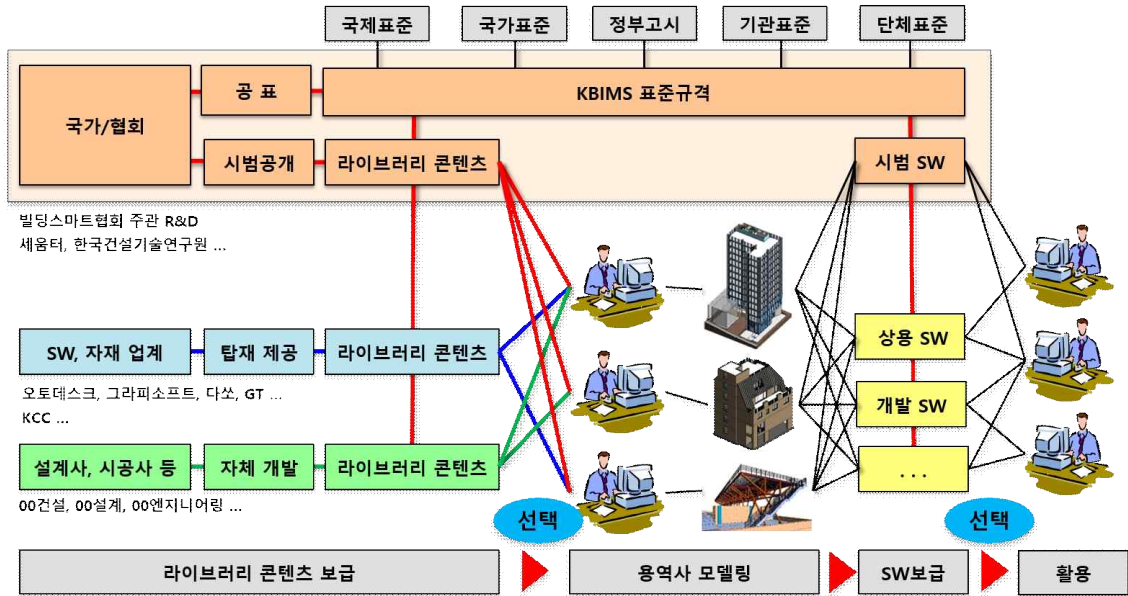 국제표준
국가표준
정부고시
기관표준
단체표준
국가/협회
공 표
KBIMS 표준규격
시범공개
라이브러리 콘텐츠
시범 SW
빌딩스마트협회 주관 R&D
세움터, 한국건설기술연구원 ...
SW, 자재 업계
탑재 제공
라이브러리 콘텐츠
상용 SW
오토데스크, 그라피소프트, 다쏘, GT ...
KCC ...
개발 SW
설계사, 시공사 등
자체 개발
라이브러리 콘텐츠
...
00건설, 00설계, 00엔지니어링 ...
선택
선택
라이브러리 콘텐츠 보급
용역사 모델링
SW보급
활용